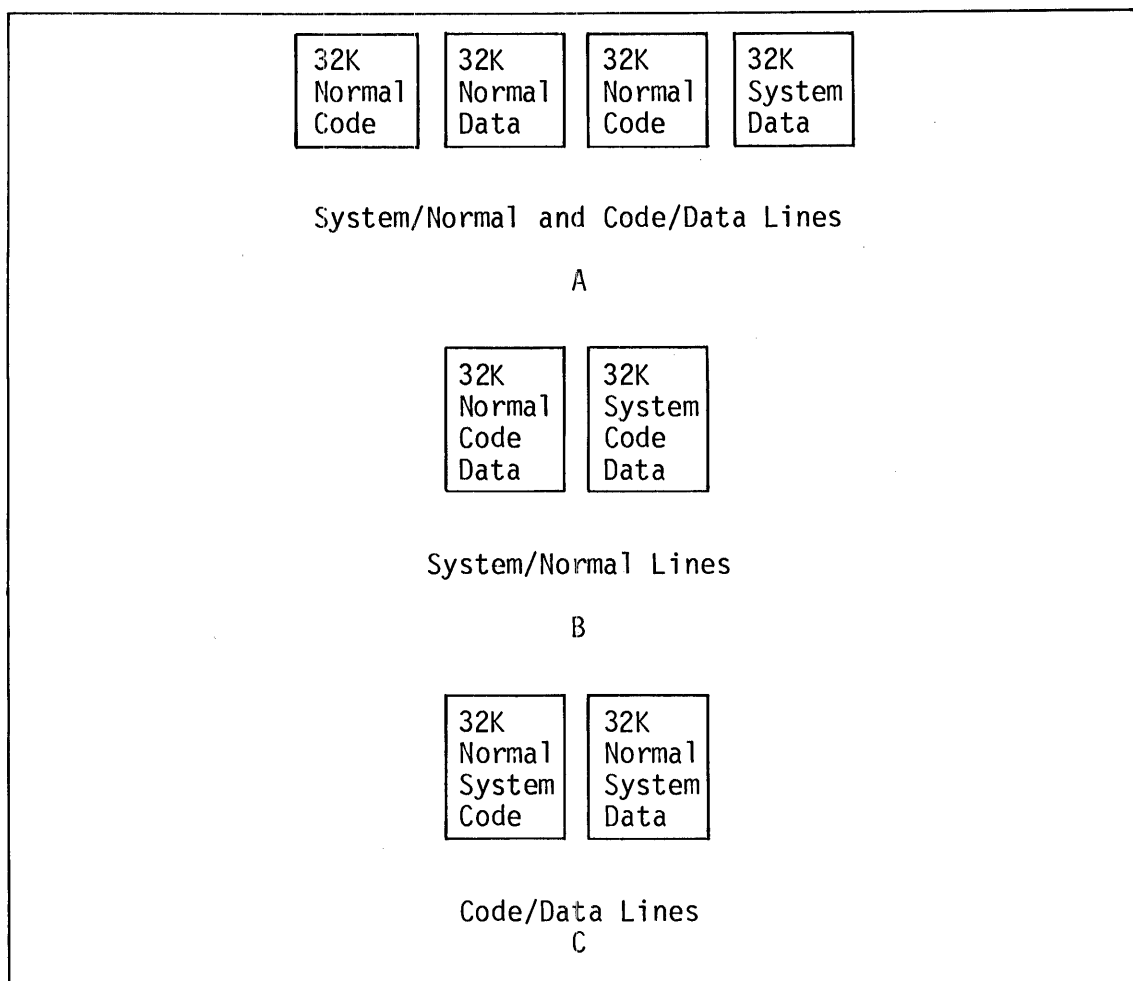 32K 32K 32K 32K
Normal Normal Normal System
Code Data Code Data
System/Normal and Code/Data Lines
A
32K 32K
Normal System
Code Code
Data Data
System/Normal Lines
B
32K 32K
Normal Normal
System System
Code Data
Code/Data Lines
C